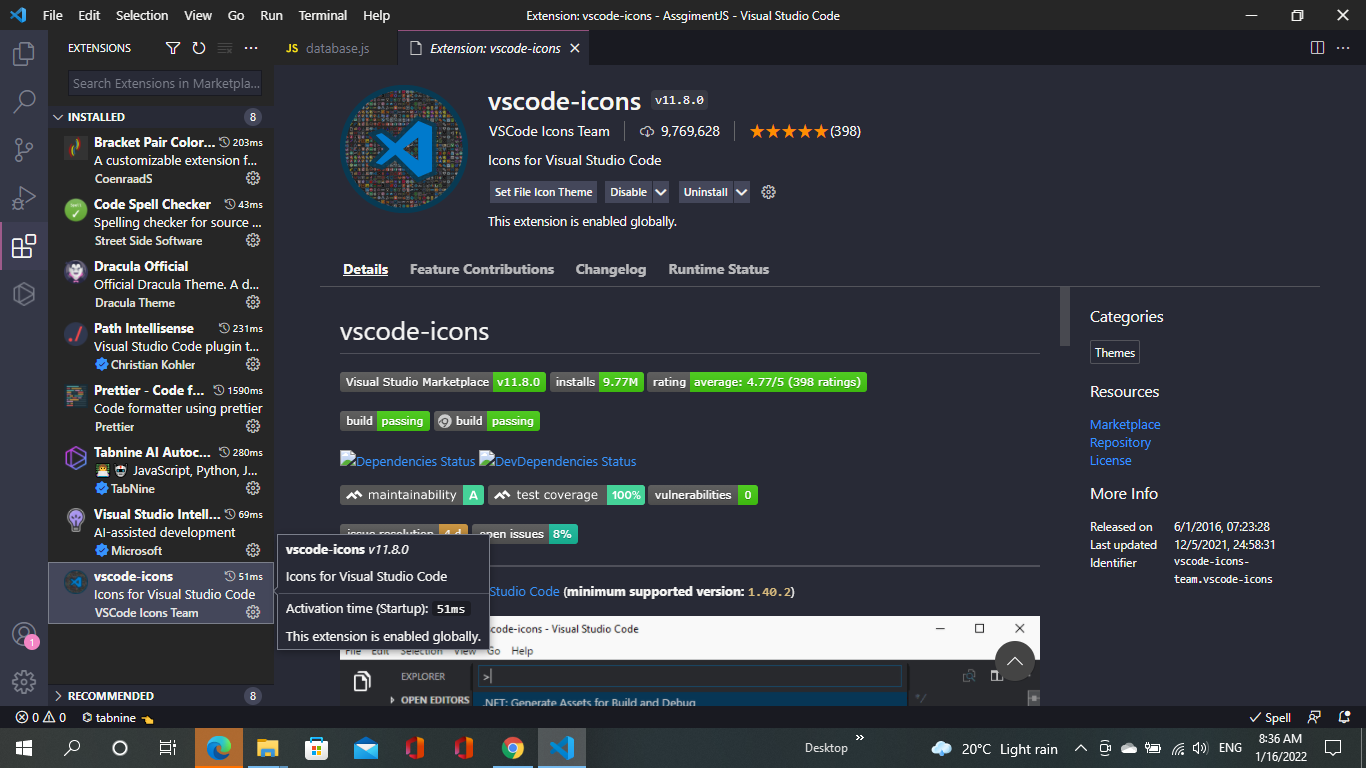 File Edit Selection View Go Run Terminal Help
Extension: vscode-icons - AssgimentJS - Visual Studio Code
EXTENSIONS
JS database.js
Extension: vscode-icons
Search Extensions in Marketpla...
INSTALLED 8
Bracket Pair Color... 203ms
A customizable extension f...
CoenraadS
Code Spell Checker 43ms
Spelling checker for source ...
Street Side Software
Dracula Official
Official Dracula Theme. A d...
Dracula Theme
Path Intellisense 231ms
Visual Studio Code plugin t...
Christian Kohler
Prettier - Code f... 1590ms
Code formatter using prettier
Prettier
Tabnine AI Autoc... 280ms
JavaScript, Python, J...
TabNine
Visual Studio Intell... 69ms
AI-assisted development
Microsoft
vscode-icons 51ms
Icons for Visual Studio Code
VSCode Icons Team
RECOMMENDED 8
1
vscode-icons v11.8.0
VSCode Icons Team 9,769,628 (398)
Icons for Visual Studio Code
Set File Icon Theme Disable Uninstall
This extension is enabled globally.
Details Feature Contributions Changelog Runtime Status
vscode-icons
Visual Studio Marketplace v11.8.0 installs 9.77M rating average: 4.77/5 (398 ratings)
build passing build passing
Dependencies Status DevDependencies Status
maintainability A test coverage 100% vulnerabilities 0
issue resolution 4 d open issues 8%
Studio Code (minimum supported version: 1.40.2)
vscode-icons v11.8.0
Icons for Visual Studio Code
Activation time (Startup): 51ms
This extension is enabled globally.
code-icons - Visual Studio Code
File Edit Selection View Go Help
EXPLORER >
OPEN EDITORS .NET: Generate Assets for Build and Debug
Categories
Themes
Resources
Marketplace
Repository
License
More Info
Released on 6/1/2016, 07:23:28
Last updated 12/5/2021, 24:58:31
Identifier vscode-icons-
team.vscode-icons
0 0 tabnine
Spell
Desktop
20°C Light rain
ENG
8:36 AM
1/16/2022